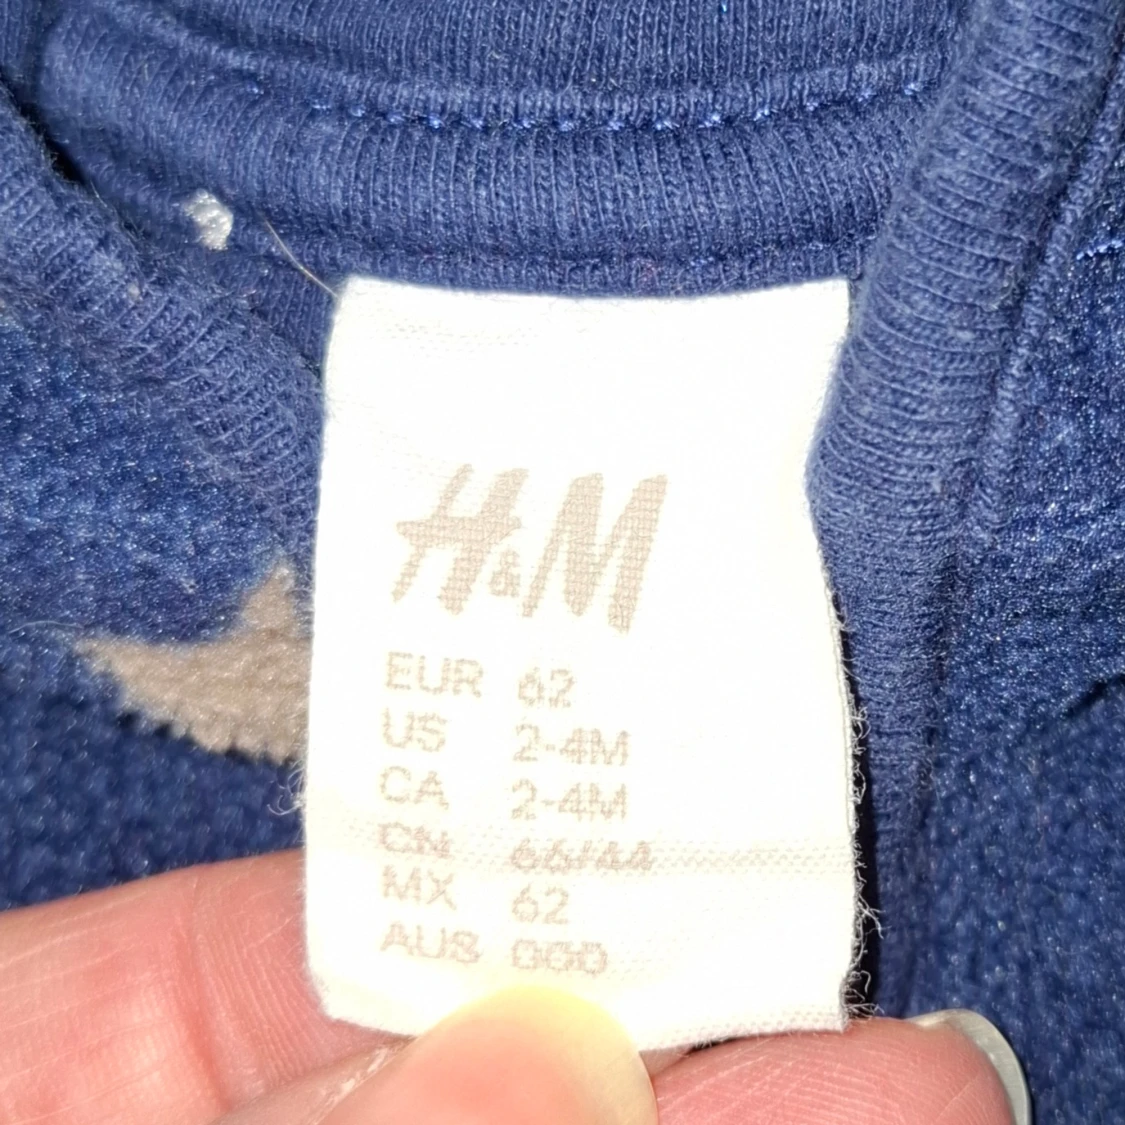 H&M
EUR 62
US 2-4M
CA 2-4M
CN 66/44
MX 62
AUS 000